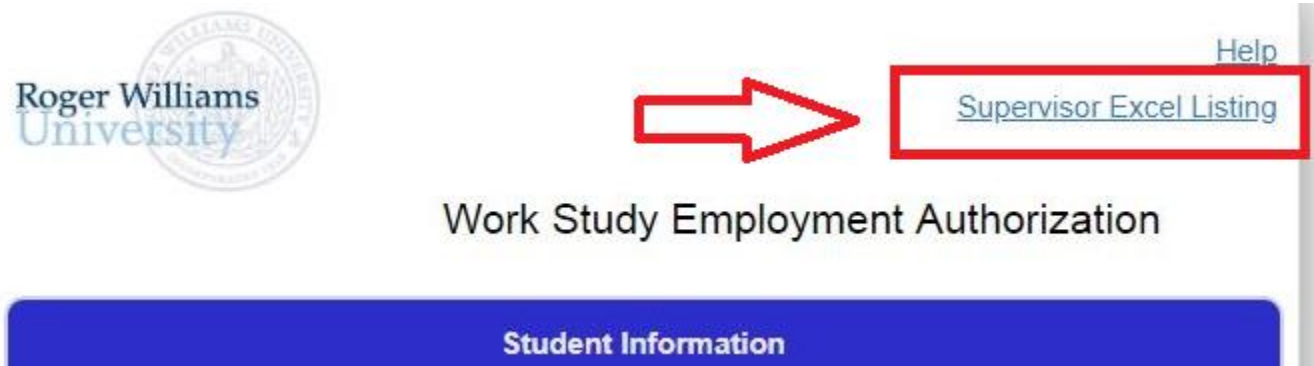 Help
Roger Williams
University
Supervisor Excel Listing
Work Study Employment Authorization
Student Information